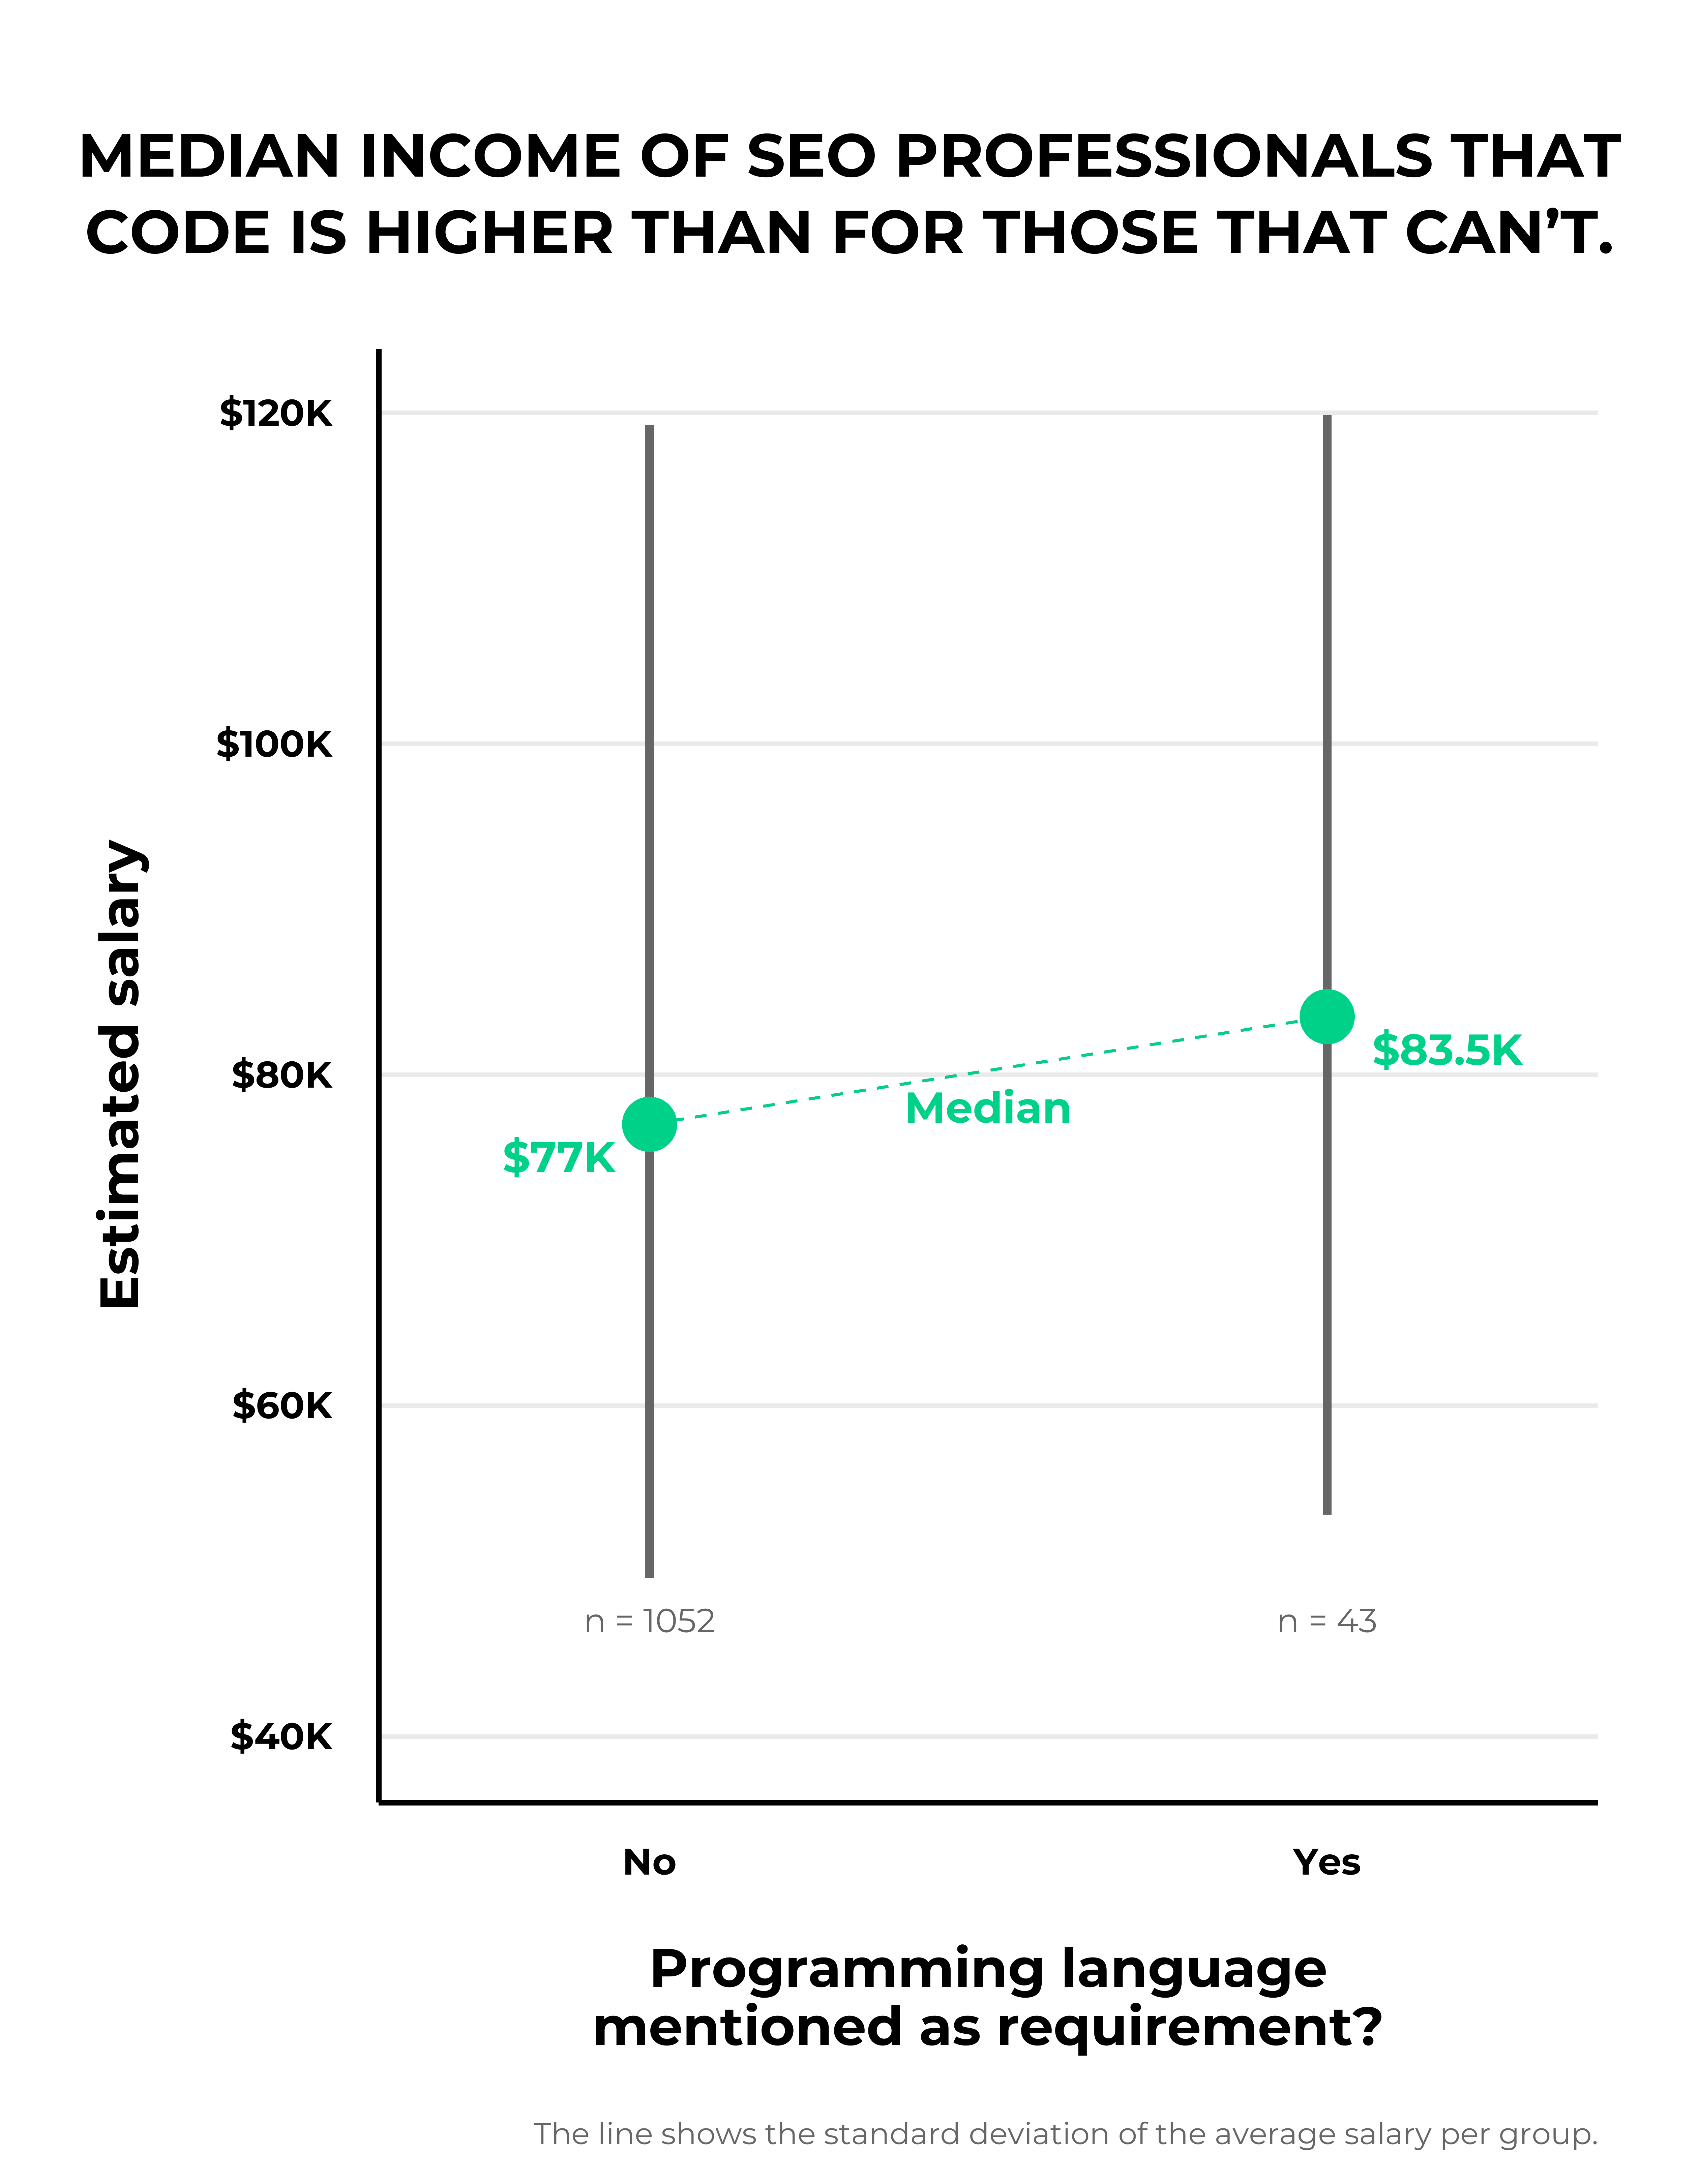 MEDIAN INCOME OF SEO PROFESSIONALS THAT
CODE IS HIGHER THAN FOR THOSE THAT CAN’T.
$120K
$100K
$80K
$60K
$40K
Estimated salary
$77K
Median
$83.5K
n = 1052
n = 43
No
Yes
Programming language
mentioned as requirement?
The line shows the standard deviation of the average salary per group.